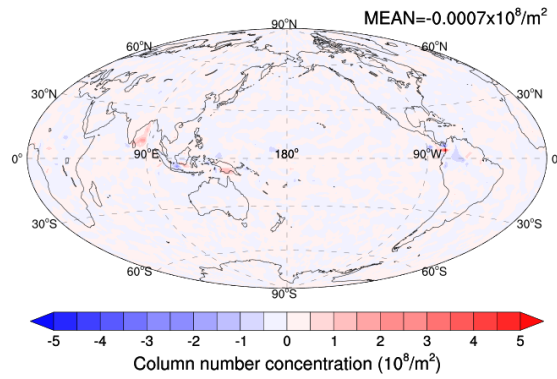 MEAN=-0.0007x10⁸/m²
60°N
60°N
30°N
30°N
0°
90°E
180°
90°W
0
30°S
30°S
60°S
60°S
90°S
-5 -4 -3 -2 -1 0 1 2 3 4 5
Column number concentration (10⁸/m²)